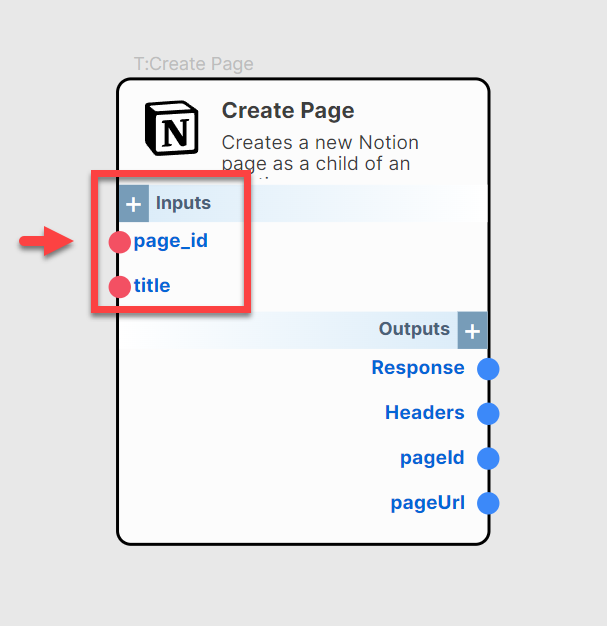 T:Create Page
Create Page
Creates a new Notion
page as a child of an
N
+ Inputs
page_id
title
Outputs +
Response
Headers
pageId
pageUrl